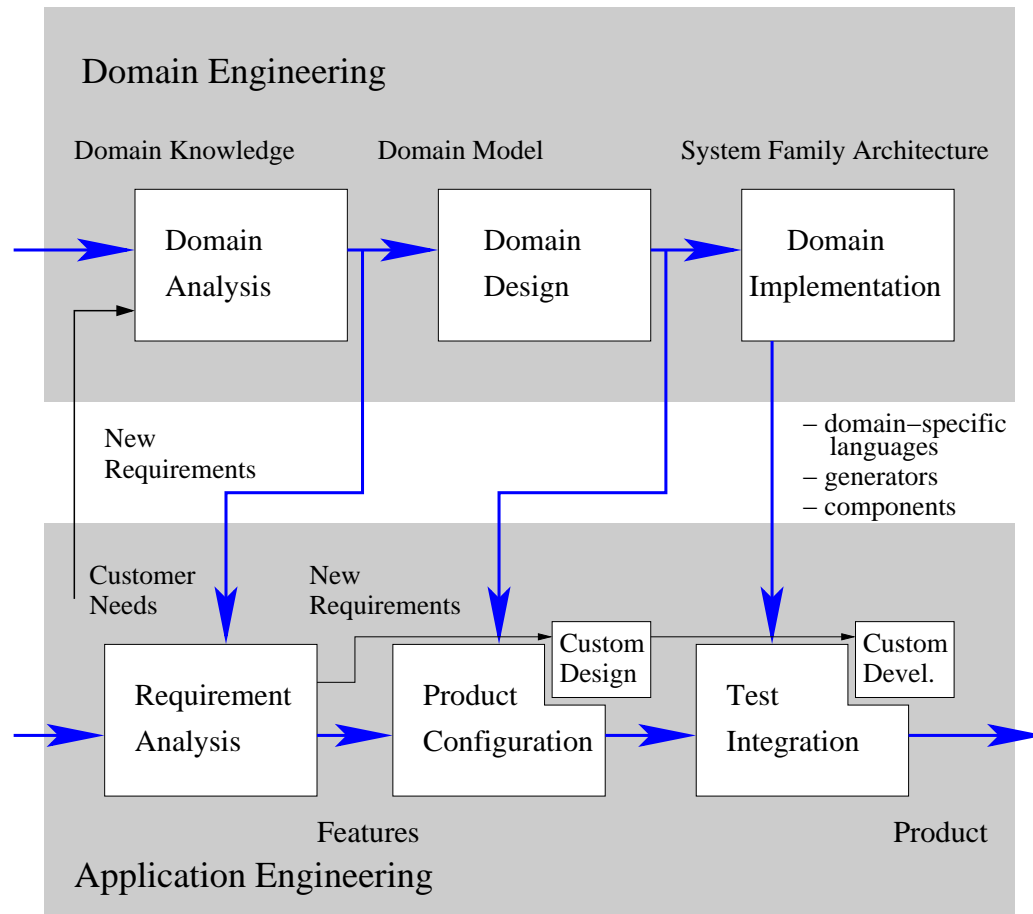 Domain Engineering
Domain Knowledge
Domain Model
System Family Architecture
Domain
Analysis
Domain
Design
Domain
Implementation
New
Requirements
− domain−specific
languages
− generators
− components
Customer
Needs
New
Requirements
Custom
Design
Custom
Devel.
Requirement
Analysis
Product
Configuration
Test
Integration
Features
Product
Application Engineering